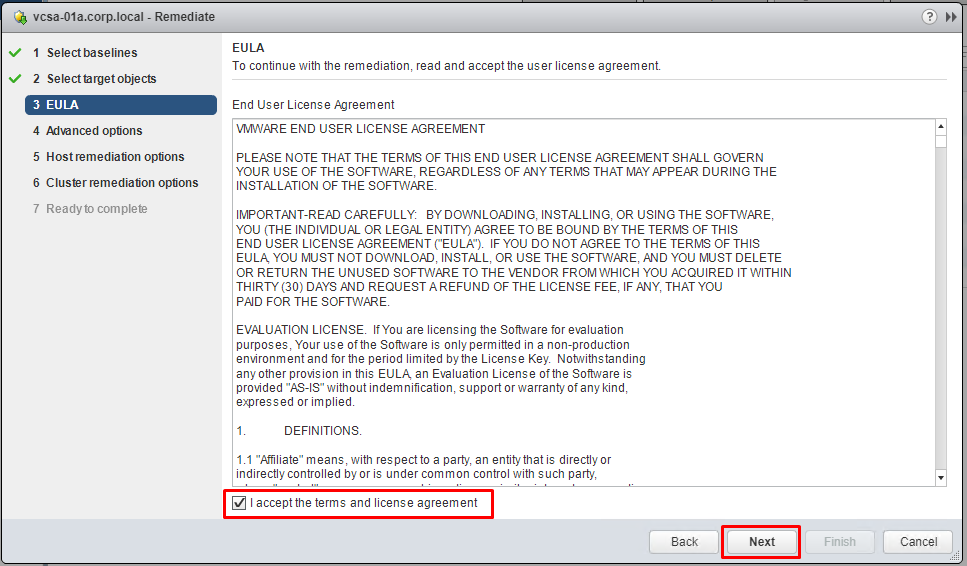 vcsa-01a.corp.local - Remediate
?
1 Select baselines
2 Select target objects
3 EULA
4 Advanced options
5 Host remediation options
6 Cluster remediation options
7 Ready to complete
EULA
To continue with the remediation, read and accept the user license agreement.
End User License Agreement
VMWARE END USER LICENSE AGREEMENT
PLEASE NOTE THAT THE TERMS OF THIS END USER LICENSE AGREEMENT SHALL GOVERN
YOUR USE OF THE SOFTWARE, REGARDLESS OF ANY TERMS THAT MAY APPEAR DURING THE
INSTALLATION OF THE SOFTWARE.
IMPORTANT-READ CAREFULLY: BY DOWNLOADING, INSTALLING, OR USING THE SOFTWARE,
YOU (THE INDIVIDUAL OR LEGAL ENTITY) AGREE TO BE BOUND BY THE TERMS OF THIS
END USER LICENSE AGREEMENT ("EULA"). IF YOU DO NOT AGREE TO THE TERMS OF THIS
EULA, YOU MUST NOT DOWNLOAD, INSTALL, OR USE THE SOFTWARE, AND YOU MUST DELETE
OR RETURN THE UNUSED SOFTWARE TO THE VENDOR FROM WHICH YOU ACQUIRED IT WITHIN
THIRTY (30) DAYS AND REQUEST A REFUND OF THE LICENSE FEE, IF ANY, THAT YOU
PAID FOR THE SOFTWARE.
EVALUATION LICENSE. If You are licensing the Software for evaluation
purposes, Your use of the Software is only permitted in a non-production
environment and for the period limited by the License Key. Notwithstanding
any other provision in this EULA, an Evaluation License of the Software is
provided "AS-IS" without indemnification, support or warranty of any kind,
expressed or implied.
1. DEFINITIONS.
1.1 "Affiliate" means, with respect to a party, an entity that is directly or
indirectly controlled by or is under common control with such party,
I accept the terms and license agreement
Back Next Finish Cancel